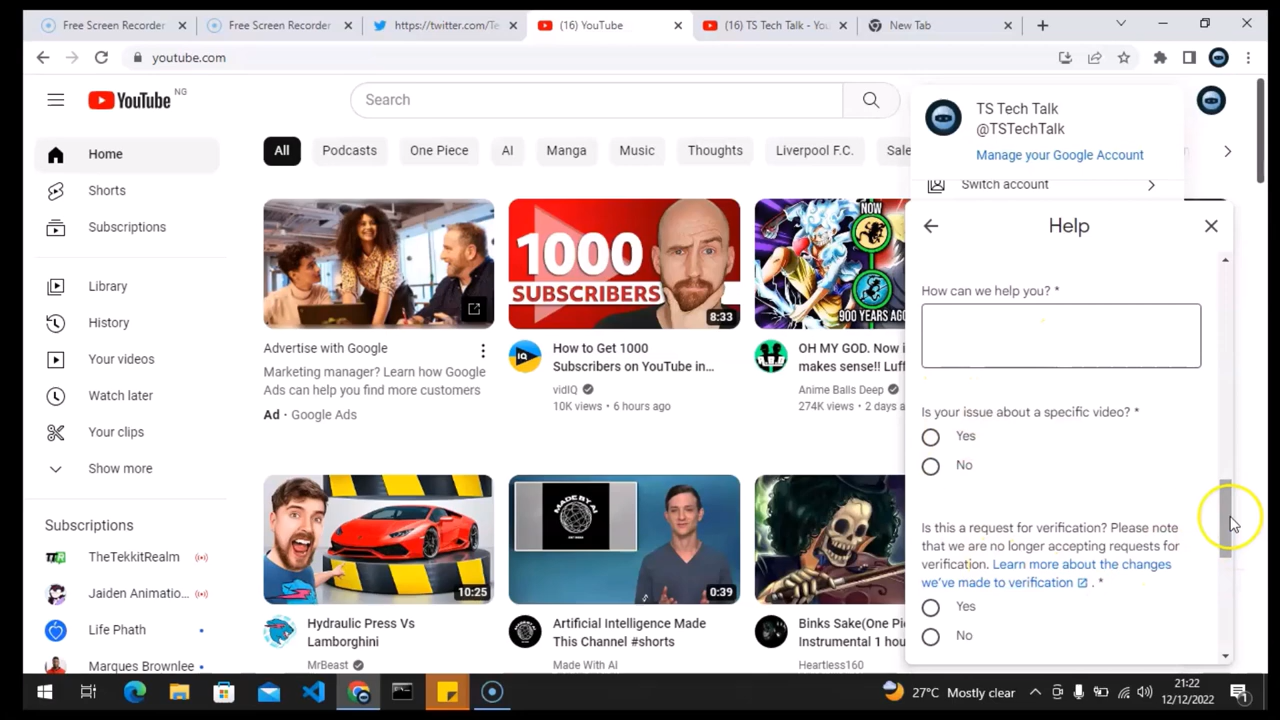 Free Screen Recorder
Free Screen Recorder
https://twitter.com/Te
(16) YouTube
(16) TS Tech Talk - You
New Tab
youtube.com
YouTube NG
Search
TS Tech Talk
@TSTechTalk
Manage your Google Account
Switch account
All
Podcasts
One Piece
AI
Manga
Music
Thoughts
Liverpool F.C.
Sale
Home
Shorts
Subscriptions
Library
History
Your videos
Watch later
Your clips
Show more
Subscriptions
TheTekkitRealm
Jaiden Animatio...
Life Phath
Marques Brownlee
Advertise with Google
Marketing manager? Learn how Google
Ads can help you find more customers
Ad · Google Ads
1000
SUBSCRIBERS
8:33
How to Get 1000
Subscribers on YouTube in...
vidIQ
10K views • 6 hours ago
NOW
900 YEARS AGO
OH MY GOD. Now i
makes sense!! Luff
Anime Balls Deep
274K views • 2 days a
10:25
Hydraulic Press Vs
Lamborghini
MrBeast
MADE BY AI
0:39
Artificial Intelligence Made
This Channel #shorts
Made With AI
Binks Sake(One Pi
Instrumental 1 hou
Heartless160
Help
How can we help you? *
Is your issue about a specific video? *
Yes
No
Is this a request for verification? Please note
that we are no longer accepting requests for
verification. Learn more about the changes
we've made to verification . *
Yes
No
27°C Mostly clear
21:22
12/12/2022
1